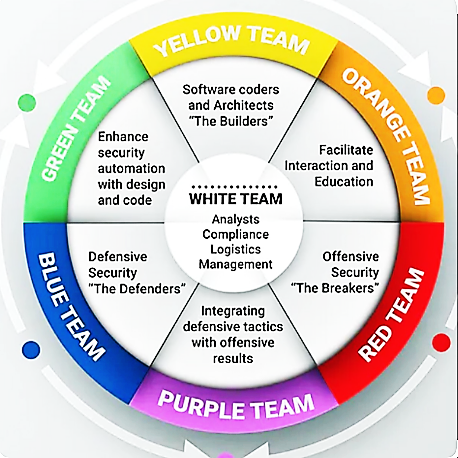 YELLOW TEAM
Software coders
and Architects
"The Builders"
ORANGE TEAM
Facilitate
Interaction and
Education
RED TEAM
Offensive
Security
"The Breakers"
PURPLE TEAM
Integrating
defensive tactics
with offensive
results
BLUE TEAM
Defensive
Security
"The Defenders"
GREEN TEAM
Enhance
security
automation
with design
and code
WHITE TEAM
Analysts
Compliance
Logistics
Management